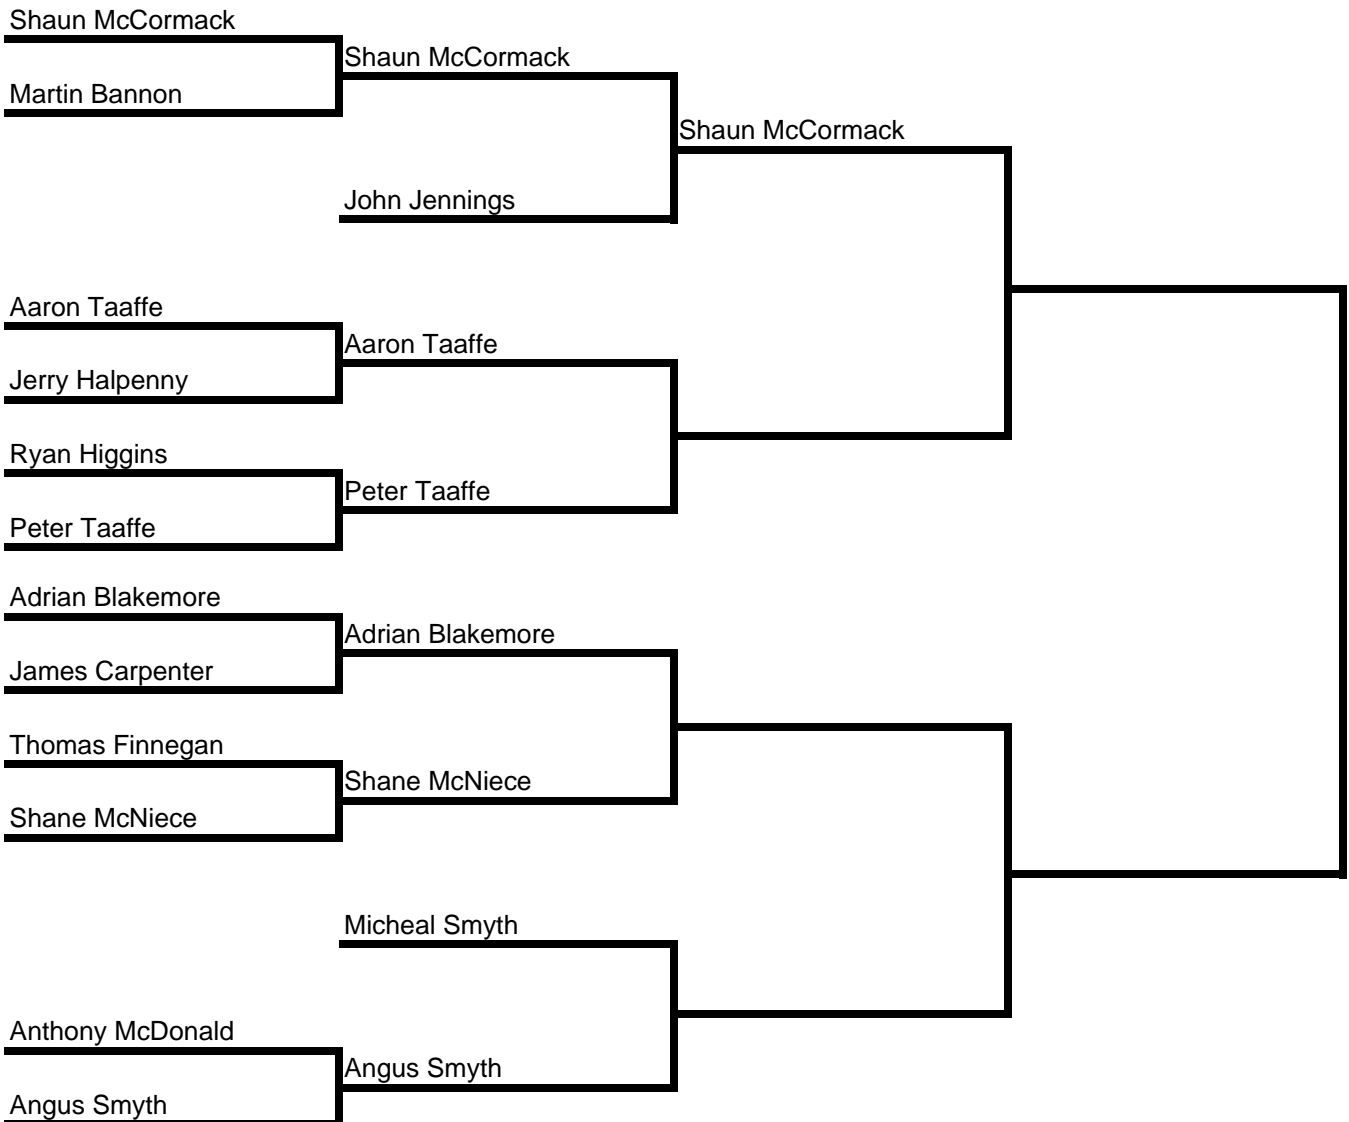 Shaun McCormack
Shaun McCormack
Martin Bannon
Shaun McCormack
John Jennings
Aaron Taaffe
Aaron Taaffe
Jerry Halpenny
Ryan Higgins
Peter Taaffe
Peter Taaffe
Adrian Blakemore
Adrian Blakemore
James Carpenter
Thomas Finnegan
Shane McNiece
Shane McNiece
Micheal Smyth
Anthony McDonald
Angus Smyth
Angus Smyth